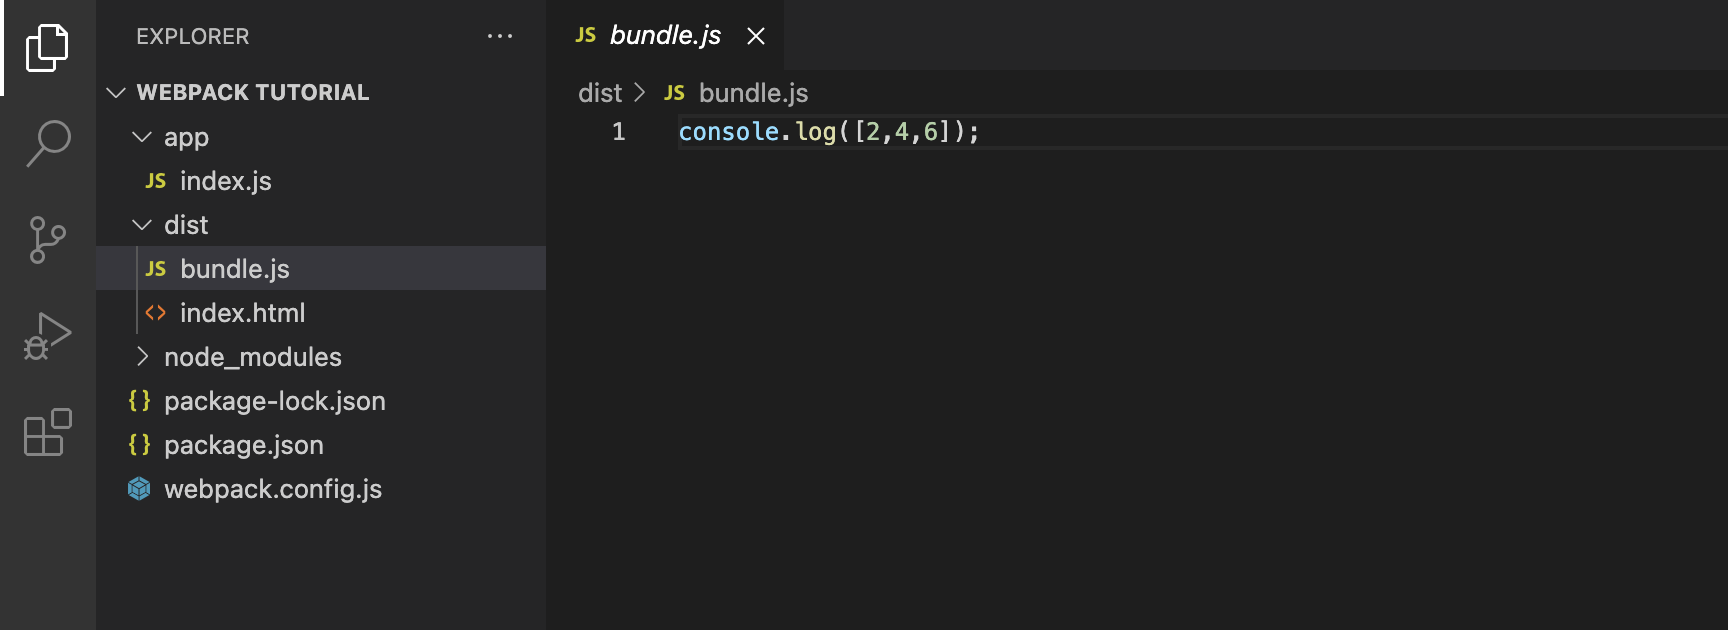 EXPLORER
WEBPACK TUTORIAL
app
JS index.js
dist
JS bundle.js
<> index.html
node_modules
{} package-lock.json
{} package.json
webpack.config.js
JS bundle.js
dist > JS bundle.js
1 console.log([2,4,6]);